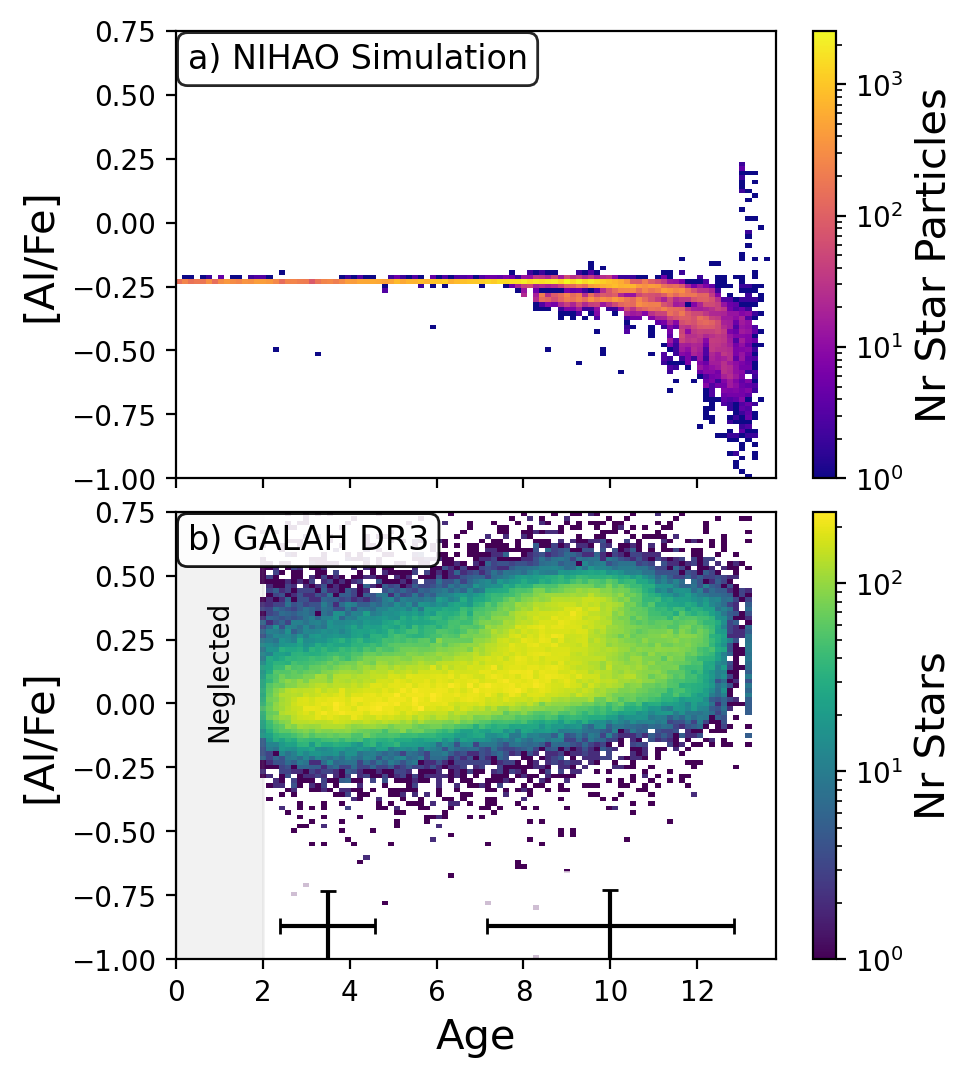 a) NIHAO Simulation
0.75
0.50
0.25
0.00
−0.25
−0.50
−0.75
−1.00
[Al/Fe]
10³
10²
10¹
10⁰
Nr Star Particles
b) GALAH DR3
0.75
0.50
0.25
0.00
−0.25
−0.50
−0.75
−1.00
[Al/Fe]
Neglected
0 2 4 6 8 10 12
Age
10²
10¹
10⁰
Nr Stars